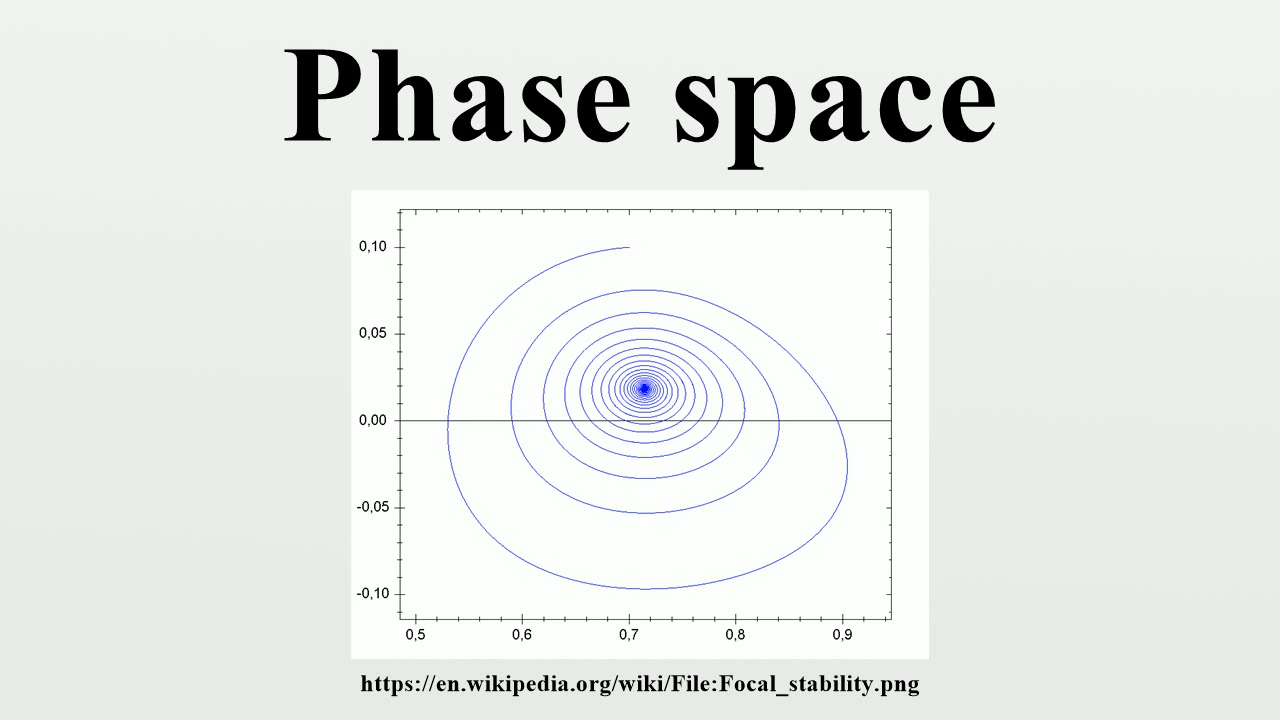 Phase space
0,10
0,05
0,00
-0,05
-0,10
0,5 0,6 0,7 0,8 0,9
https://en.wikipedia.org/wiki/File:Focal_stability.png